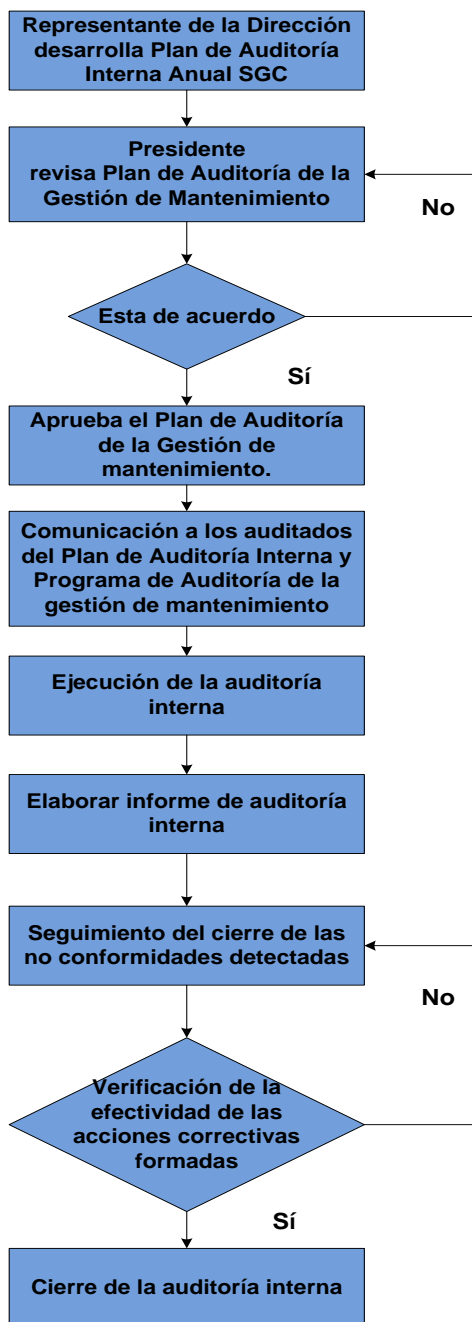 Representante de la Dirección
desarrolla Plan de Auditoría
Interna Anual SGC
Presidente
revisa Plan de Auditoría de la
Gestión de Mantenimiento
No
Esta de acuerdo
Sí
Aprueba el Plan de Auditoría
de la Gestión de
mantenimiento.
Comunicación a los auditados
del Plan de Auditoría Interna y
Programa de Auditoría de la
gestión de mantenimiento
Ejecución de la auditoría
interna
Elaborar informe de auditoría
interna
Seguimiento del cierre de las
no conformidades detectadas
No
Verificación de la
efectividad de las
acciones correctivas
formadas
Sí
Cierre de la auditoría interna